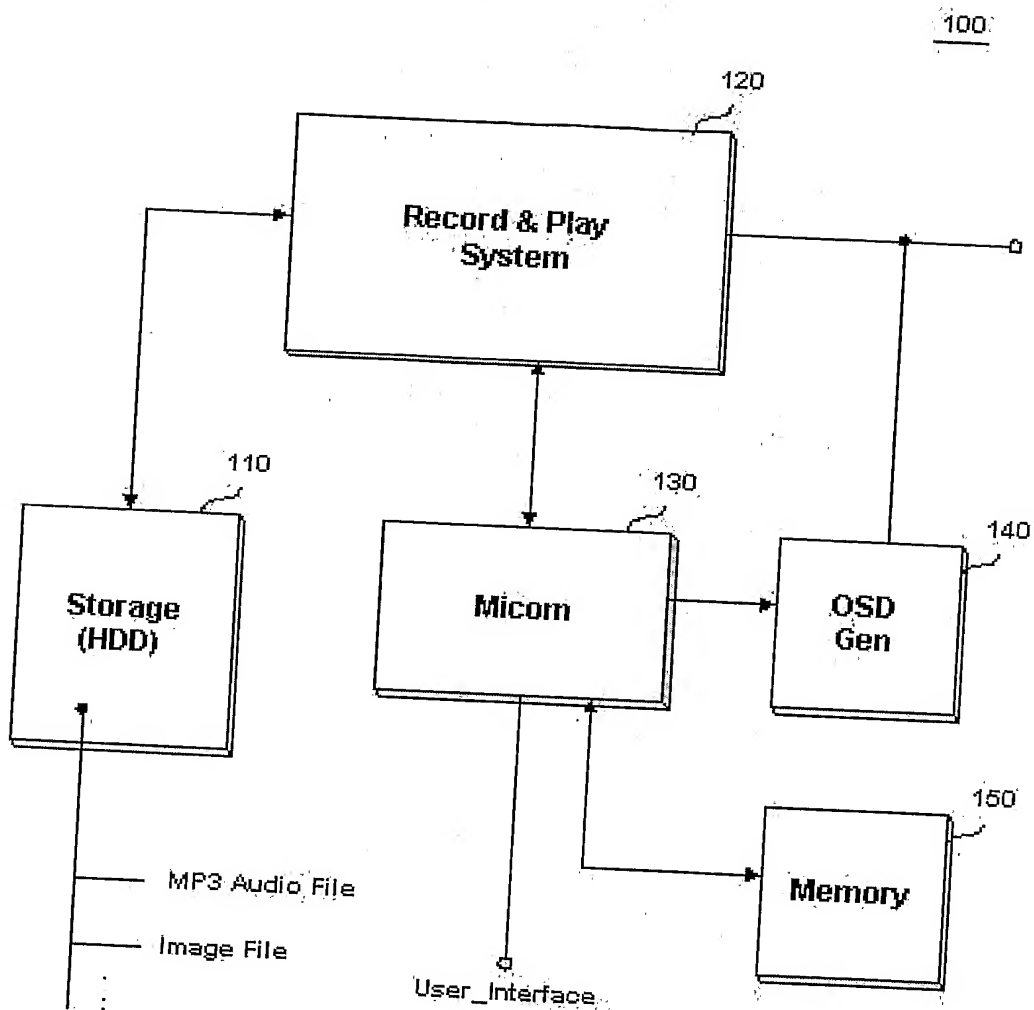 100
120
Record & Play
System
110
130
140
Storage
(HDD)
Micom
OSD
Gen
150
MP3 Audio File
Memory
Image File
User_Interface